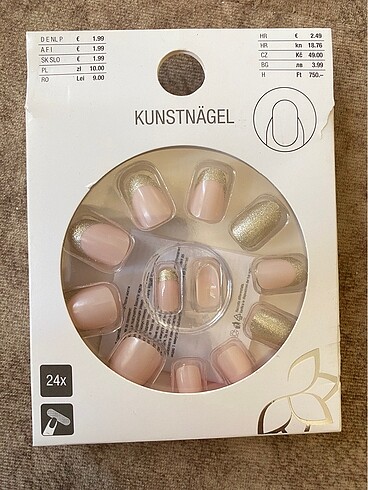 D E NL P € 1.99
A F I € 1.99
SK SLO € 1.99
PL zł 10.00
RO Lei 9.00
HR € 2.49
HR kn 18.76
CZ Kč 49.00
BG лв 3.99
H Ft 750.–
KUNSTNÄGEL
24x